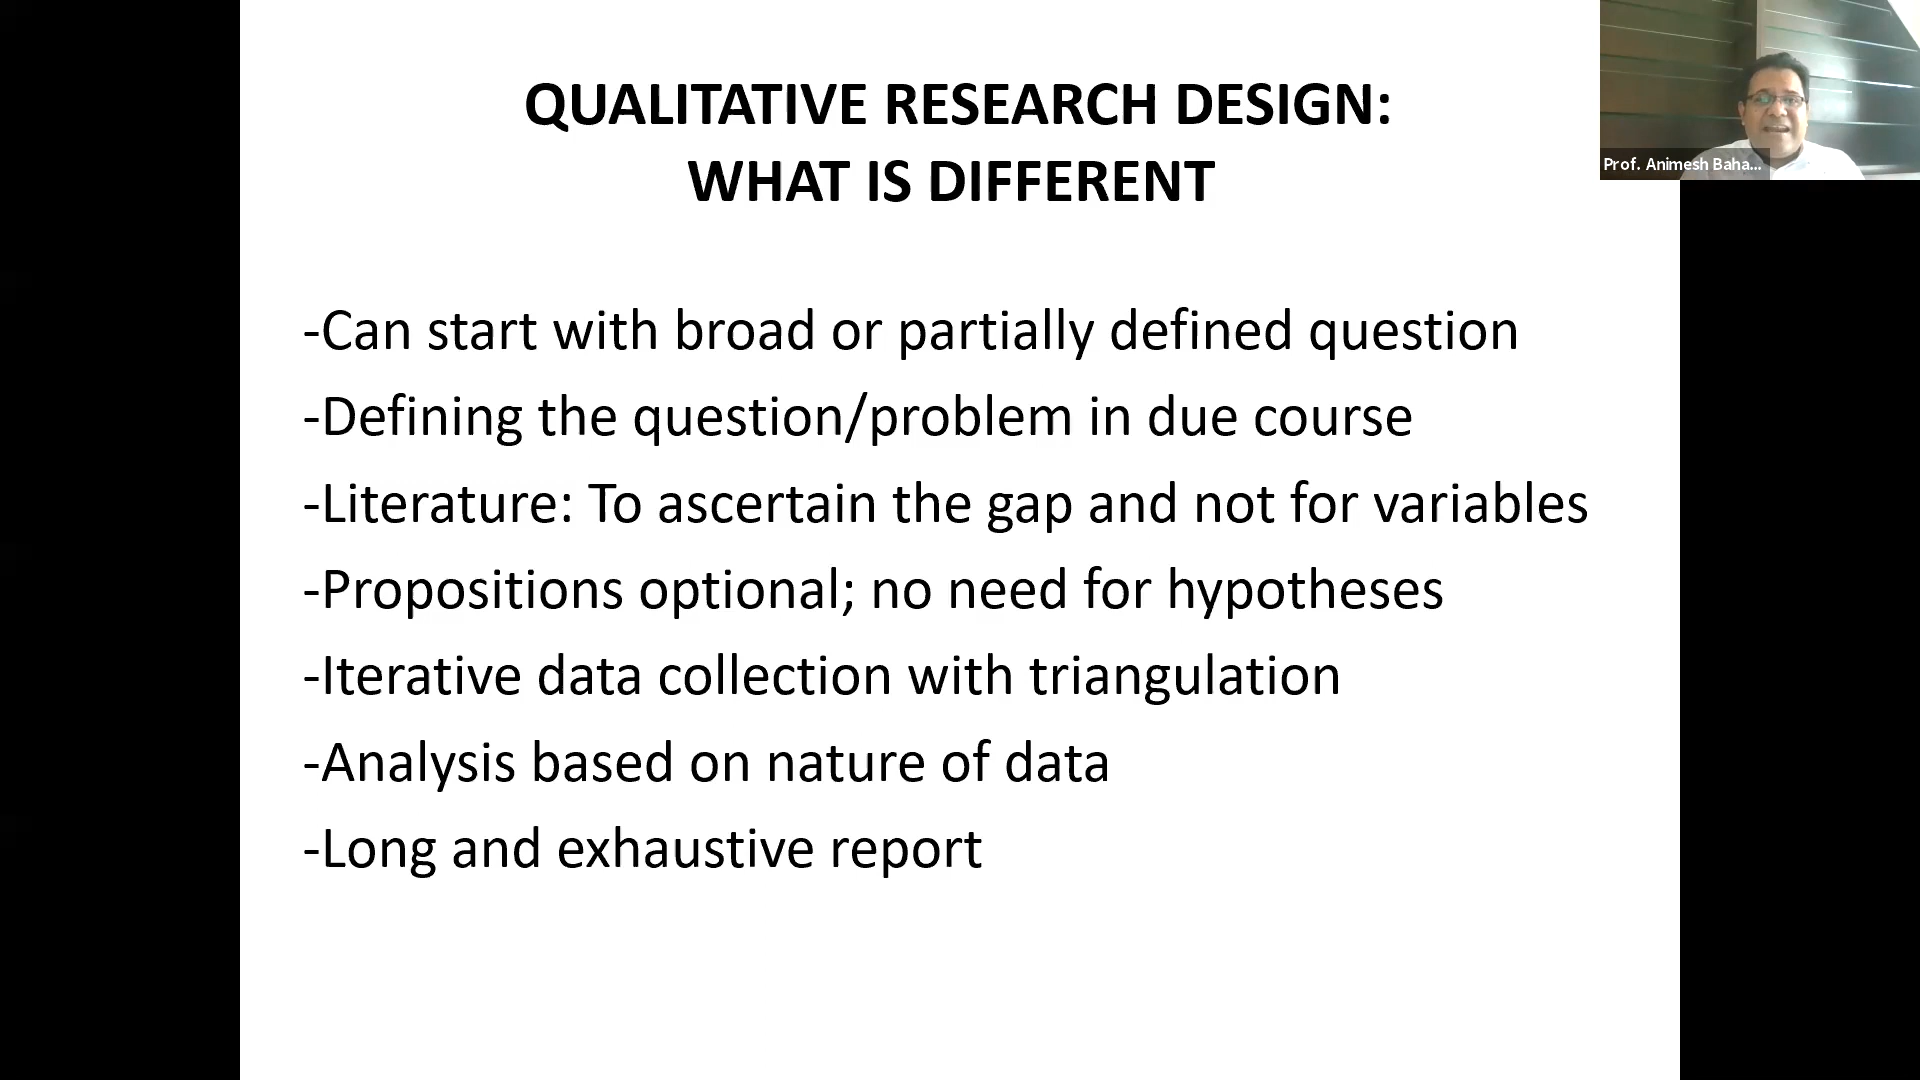 QUALITATIVE RESEARCH DESIGN:
WHAT IS DIFFERENT
Prof. Animesh Baha...
-Can start with broad or partially defined question
-Defining the question/problem in due course
-Literature: To ascertain the gap and not for variables
-Propositions optional; no need for hypotheses
-Iterative data collection with triangulation
-Analysis based on nature of data
-Long and exhaustive report